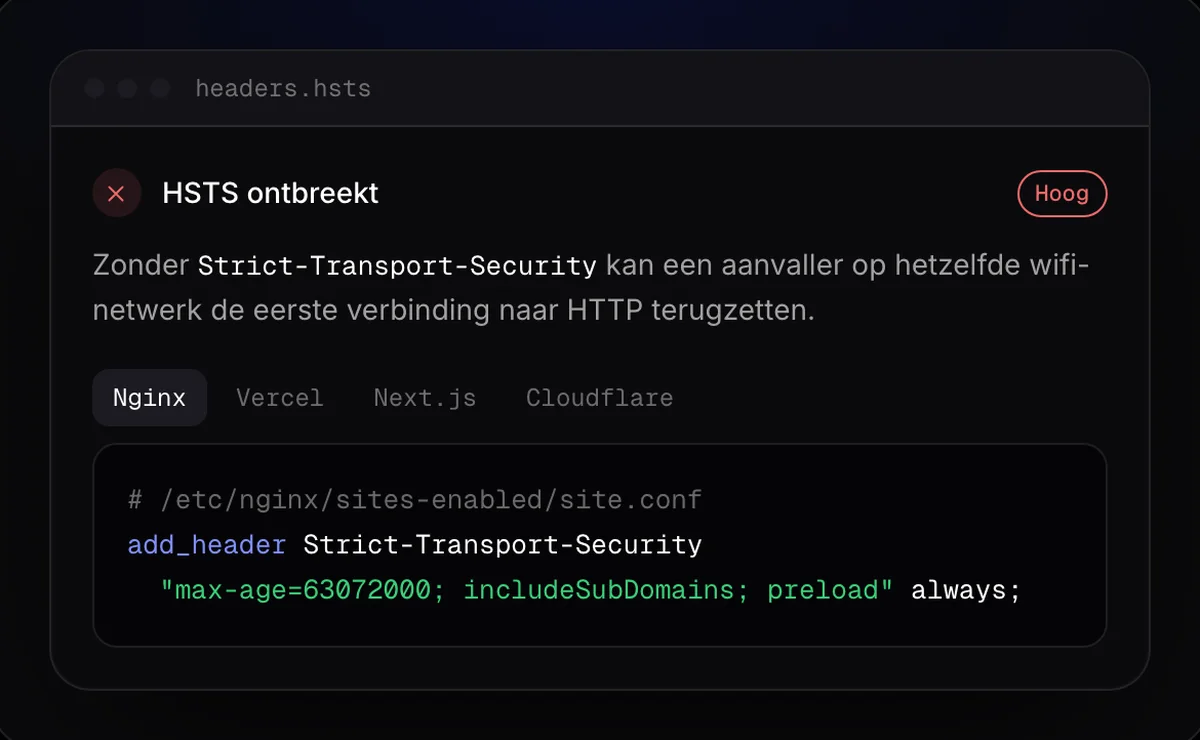 headers.hsts
HSTS ontbreekt
Hoog
Zonder Strict-Transport-Security kan een aanvaller op hetzelfde wifi-
netwerk de eerste verbinding naar HTTP terugzetten.
Nginx Vercel Next.js Cloudflare
# /etc/nginx/sites-enabled/site.conf
add_header Strict-Transport-Security
"max-age=63072000; includeSubDomains; preload" always;